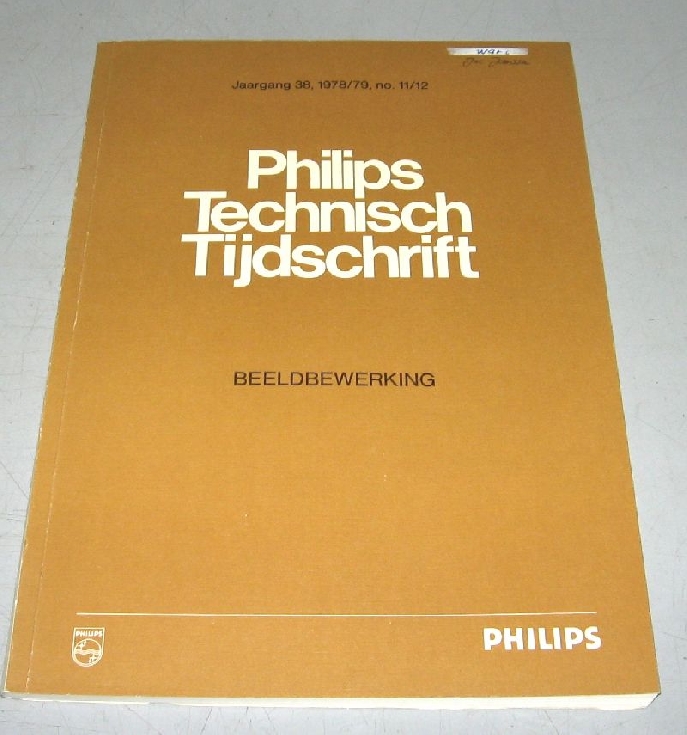 Jaargang 38, 1978/79, no. 11/12
Philips
Technisch
Tijdschrift
BEELDBEWERKING
PHILIPS
PHILIPS